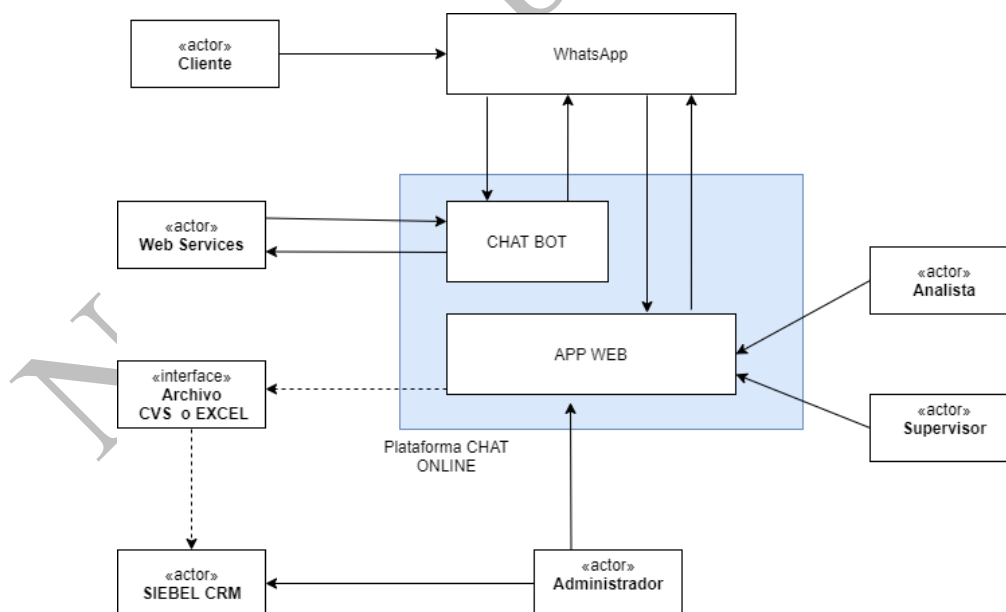 «actor»
Cliente
WhatsApp
«actor»
Web Services
CHAT BOT
«actor»
Analista
APP WEB
«interface»
Archivo
CVS o EXCEL
«actor»
Supervisor
Plataforma CHAT
ONLINE
«actor»
SIEBEL CRM
«actor»
Administrador
N